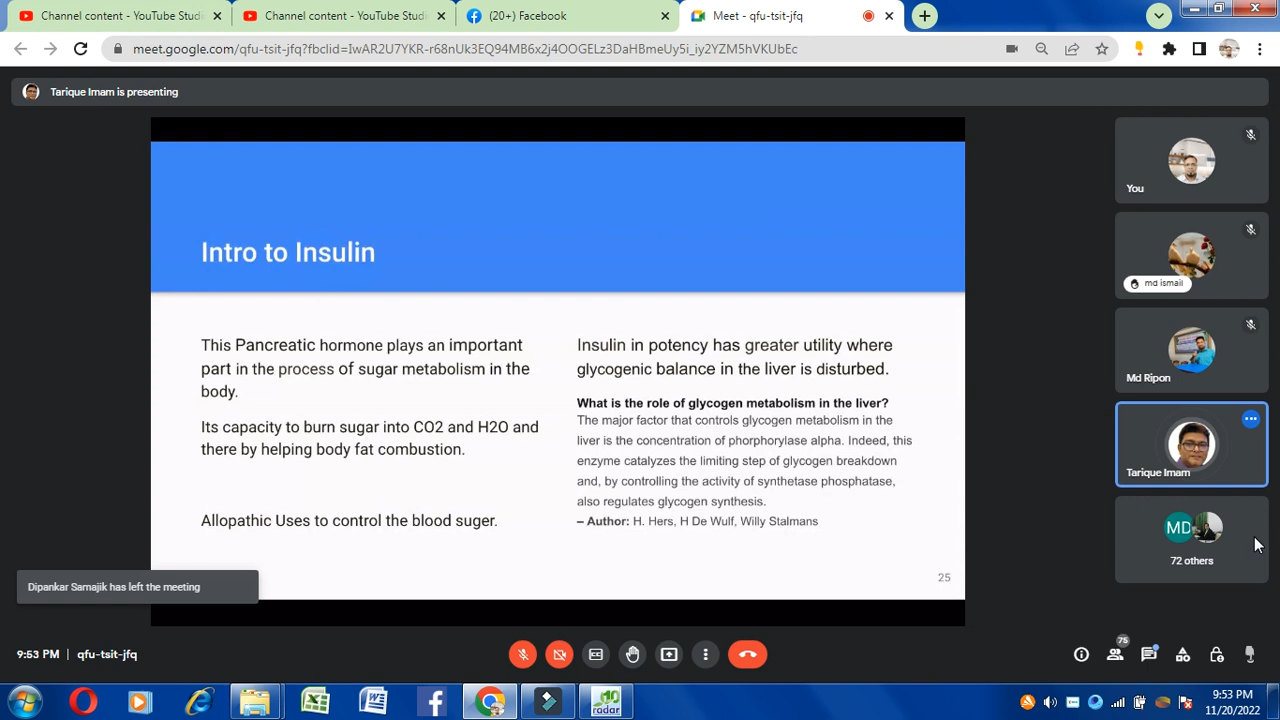 Channel content - YouTube Studi
Channel content - YouTube Studi
(20+) Facebook
Meet - qfu-tsit-jfq
meet.google.com/qfu-tsit-jfq?fbclid=IwAR2U7YKR-r68nUk3EQ94MB6x2j4OOGELz3DaHBmeUy5i_iy2YZM5hVKUbEc
Tarique Imam is presenting
Intro to Insulin
This Pancreatic hormone plays an important
part in the process of sugar metabolism in the
body.
Its capacity to burn sugar into CO2 and H2O and
there by helping body fat combustion.
Allopathic Uses to control the blood suger.
Insulin in potency has greater utility where
glycogenic balance in the liver is disturbed.
What is the role of glycogen metabolism in the liver?
The major factor that controls glycogen metabolism in the
liver is the concentration of phorphorylase alpha. Indeed, this
enzyme catalyzes the limiting step of glycogen breakdown
and, by controlling the activity of synthetase phosphatase,
also regulates glycogen synthesis.
– Author: H. Hers, H De Wulf, Willy Stalmans
25
You
md ismail
Md Ripon
Tarique Imam
MD
72 others
Dipankar Samajik has left the meeting
9:53 PM | qfu-tsit-jfq
75
radar
9:53 PM
11/20/2022